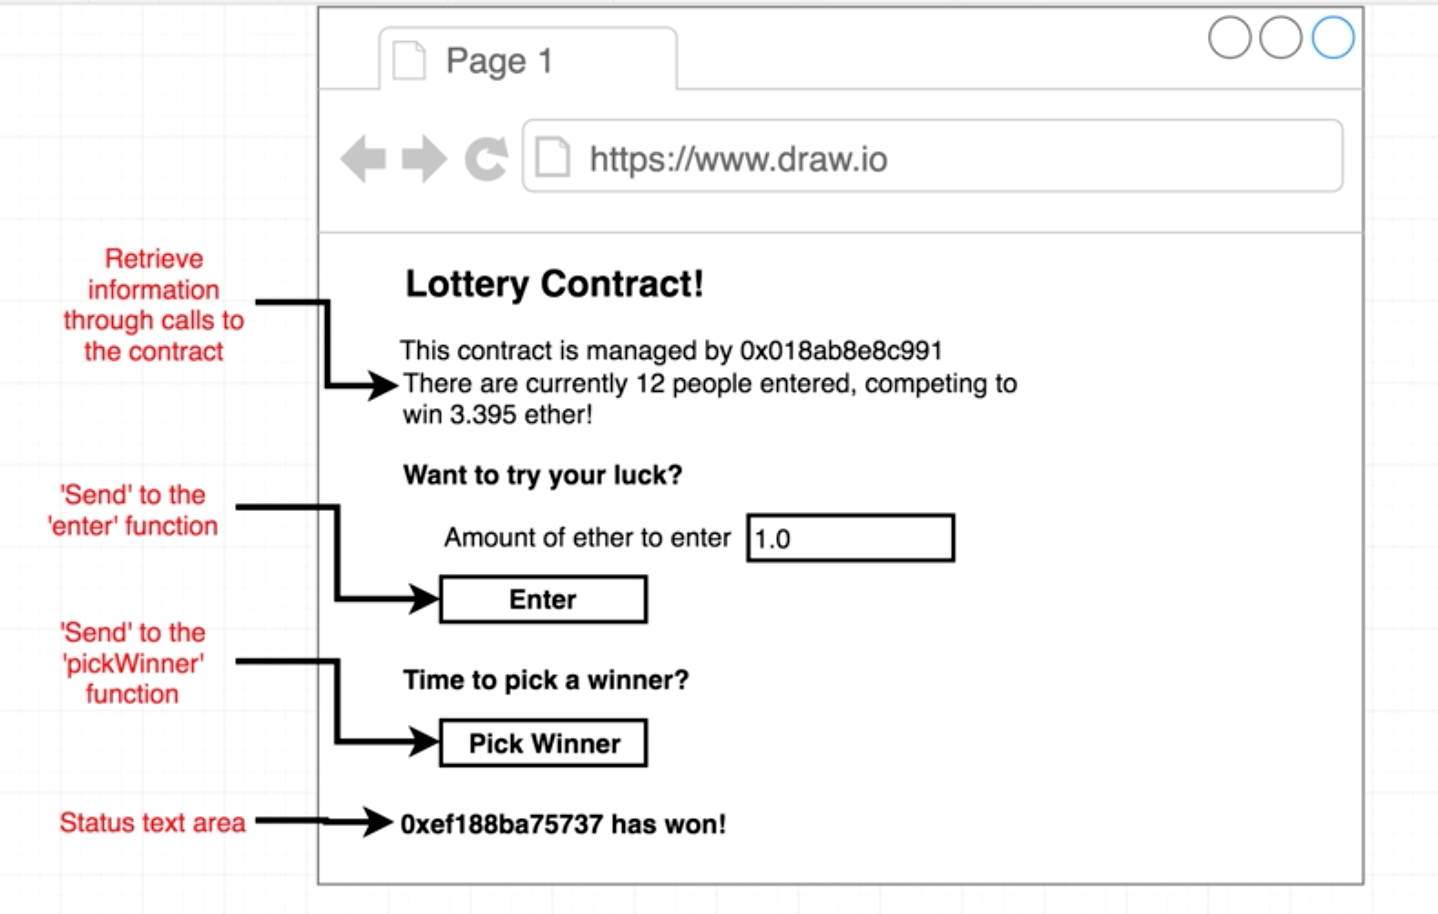 Page 1
https://www.draw.io
Retrieve
information
through calls to
the contract
Lottery Contract!
This contract is managed by 0x018ab8e8c991
There are currently 12 people entered, competing to
win 3.395 ether!
Want to try your luck?
'Send' to the
'enter' function
Amount of ether to enter 1.0
Enter
'Send' to the
'pickWinner'
function
Time to pick a winner?
Pick Winner
Status text area
0xef188ba75737 has won!